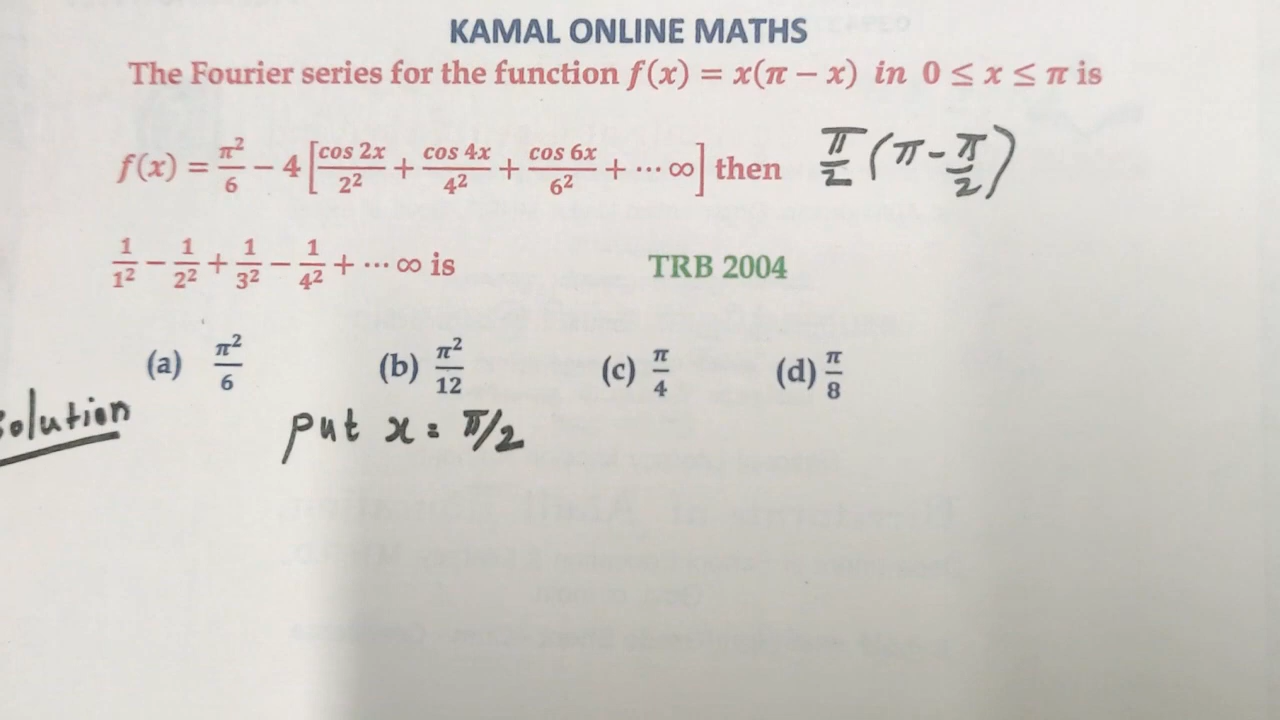 KAMAL ONLINE MATHS
The Fourier series for the function f(x) = x(π − x) in 0 ≤ x ≤ π is
f(x) = π²/6 − 4 [cos 2x/2² + cos 4x/4² + cos 6x/6² + ⋯ ∞] then π/2 (π - π/2)
1/1² − 1/2² + 1/3² − 1/4² + ⋯ ∞ is TRB 2004
(a) π²/6 (b) π²/12 (c) π/4 (d) π/8
Solution put x = π/2